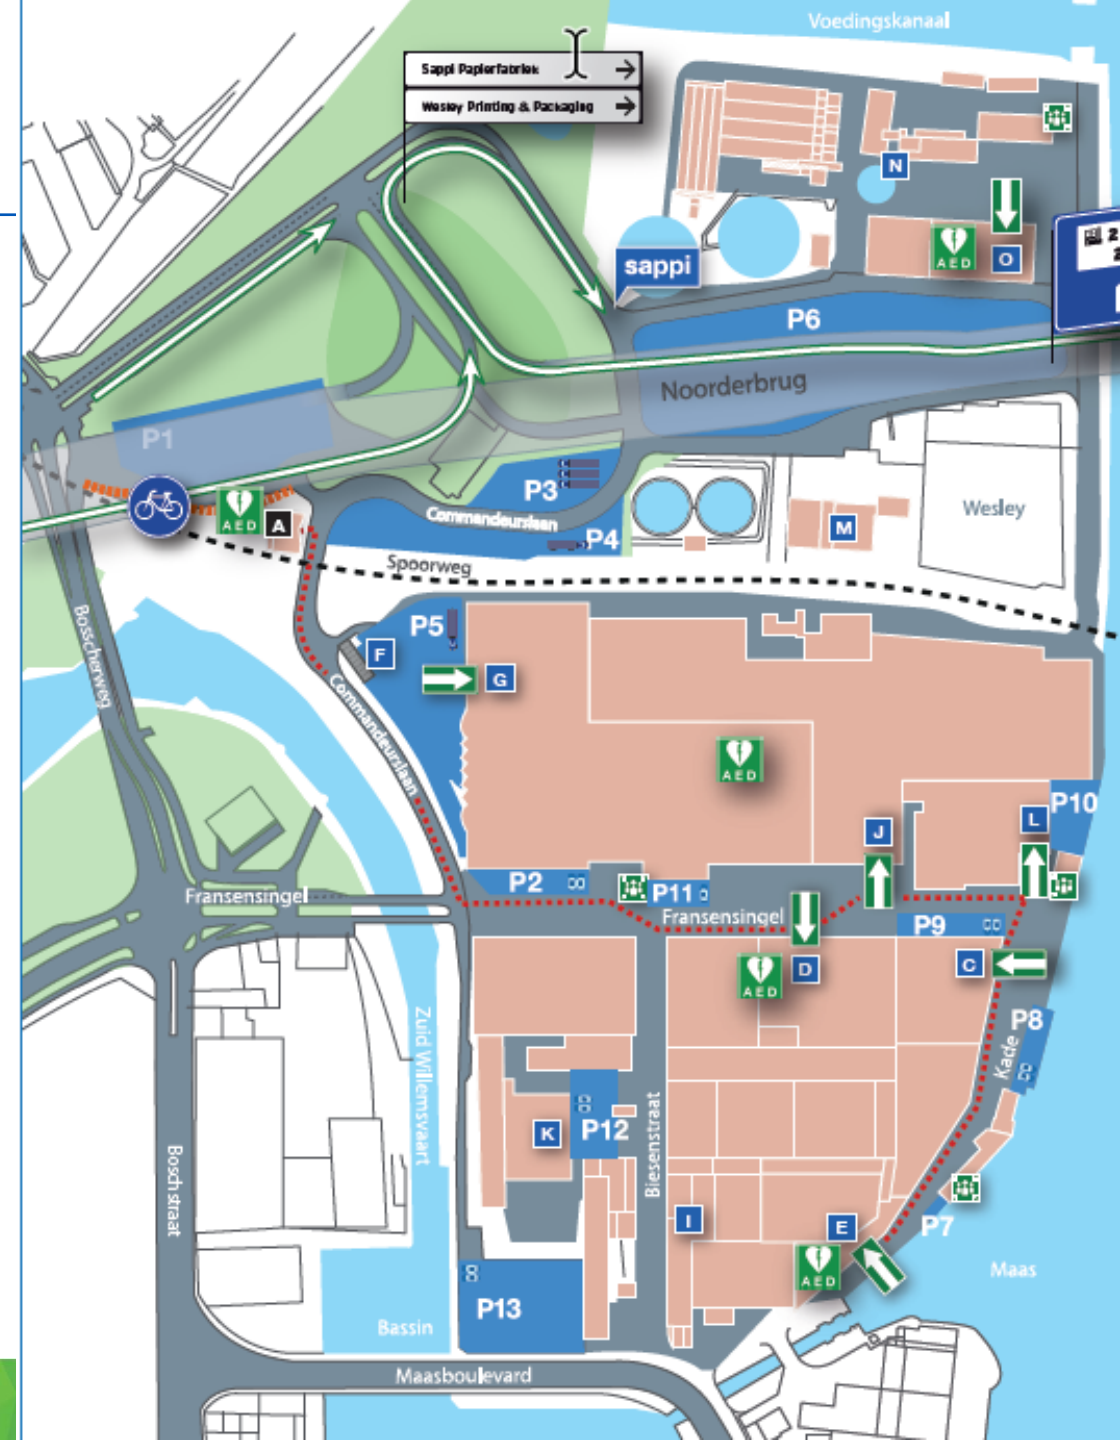 Voedingskanaal
Sappi Papierfabriek
Wesley Printing & Packaging
N
AED
O
2
sappi
P6
Noorderbrug
P1
P3
AED
A
Commandeurslaan
P4
M
Wesley
Spoorweg
Bosscherweg
P5
F
G
Commandeurslaan
AED
P10
L
J
P2
P11
Fransensingel
Fransensingel
P9
AED
D
C
Zuid Willemsvaart
P8
Kade
K
P12
Biesenstraat
Boschstraat
I
E
P7
AED
Maas
P13
Bassin
Maasboulevard